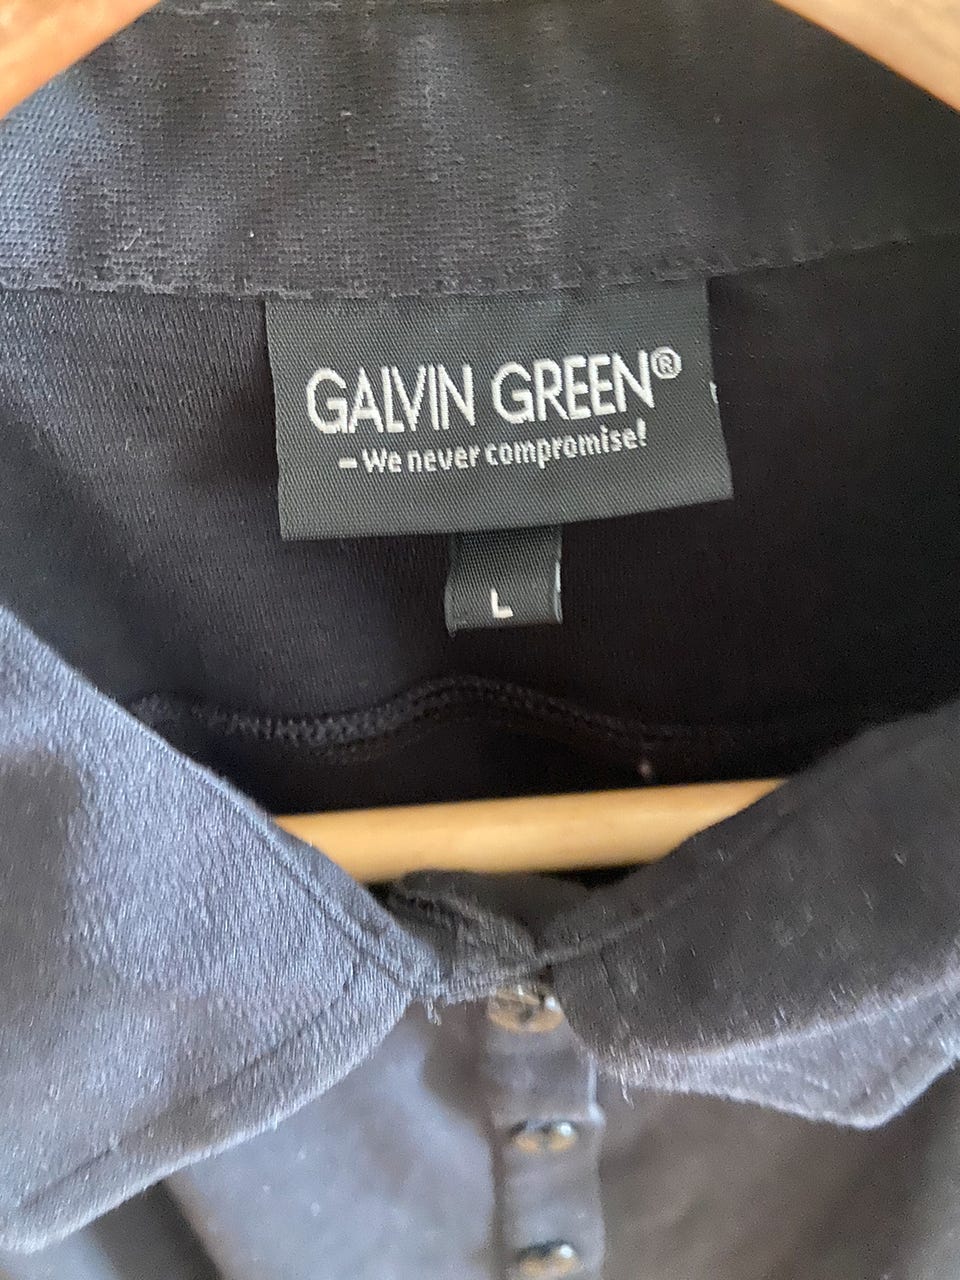 GALVIN GREEN®
– We never compromise!
L